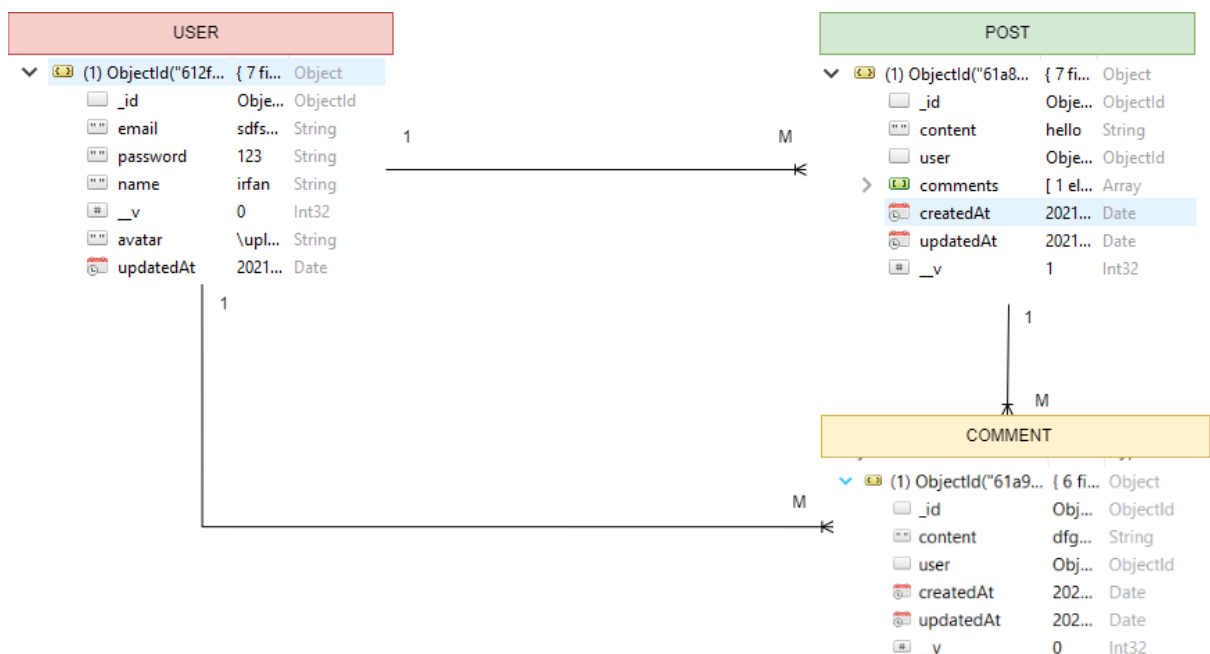 USER
(1) ObjectId("612f... { 7 fi... Object
_id Obje... ObjectId
email sdfs... String
password 123 String
name irfan String
__v 0 Int32
avatar \upl... String
updatedAt 2021... Date
1
M
POST
(1) ObjectId("61a8... { 7 fi... Object
_id Obje... ObjectId
content hello String
user Obje... ObjectId
comments [ 1 el... Array
createdAt 2021... Date
updatedAt 2021... Date
__v 1 Int32
1
M
1
M
COMMENT
(1) ObjectId("61a9... { 6 fi... Object
_id Obj... ObjectId
content dfg... String
user Obj... ObjectId
createdAt 202... Date
updatedAt 202... Date
v 0 Int32